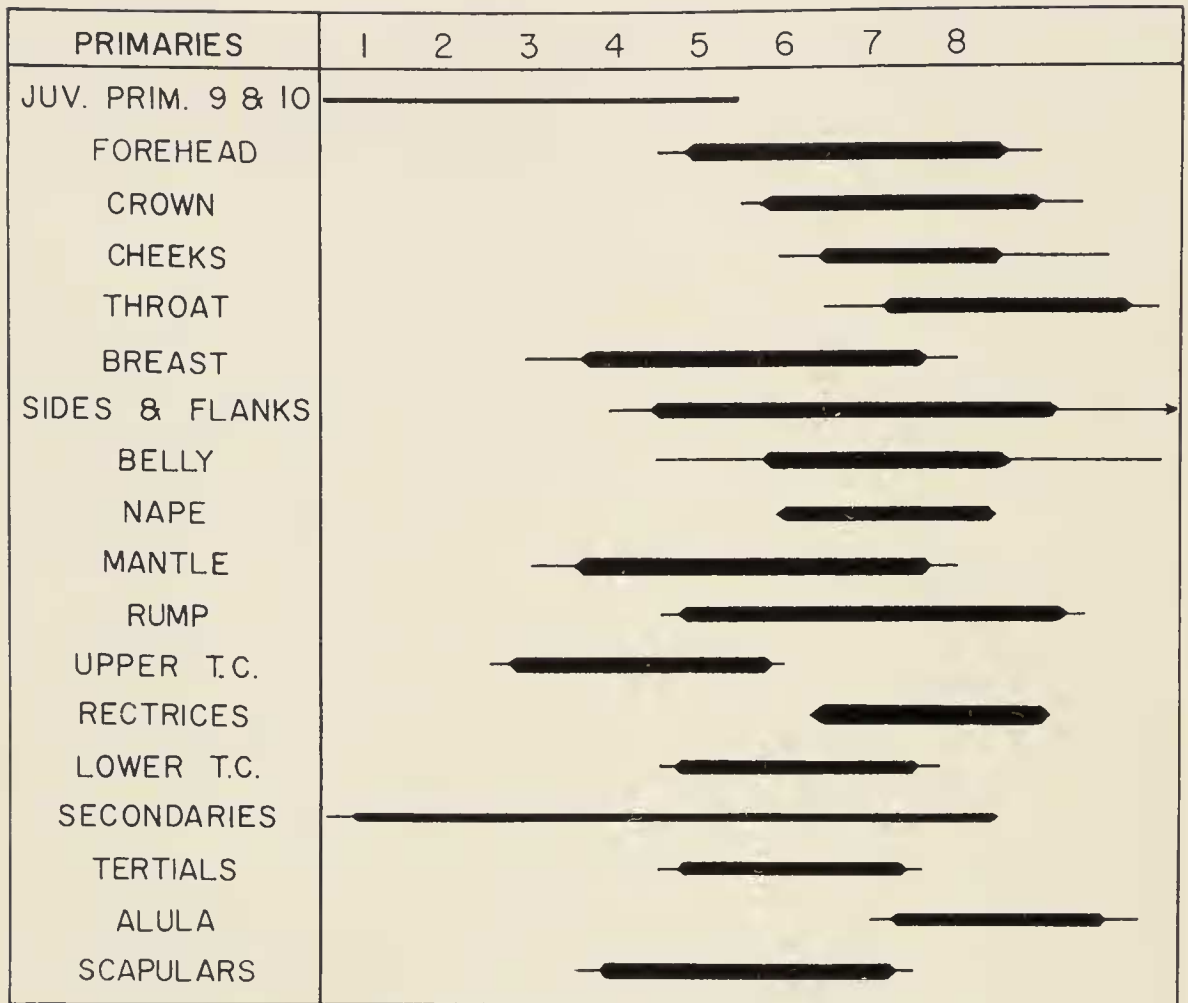 PRIMARIES 1 2 3 4 5 6 7 8
JUV. PRIM. 9 & 10
FOREHEAD
CROWN
CHEEKS
THROAT
BREAST
SIDES & FLANKS
BELLY
NAPE
MANTLE
RUMP
UPPER T.C.
RECTRICES
LOWER T.C.
SECONDARIES
TERTIALS
ALULA
SCAPULARS